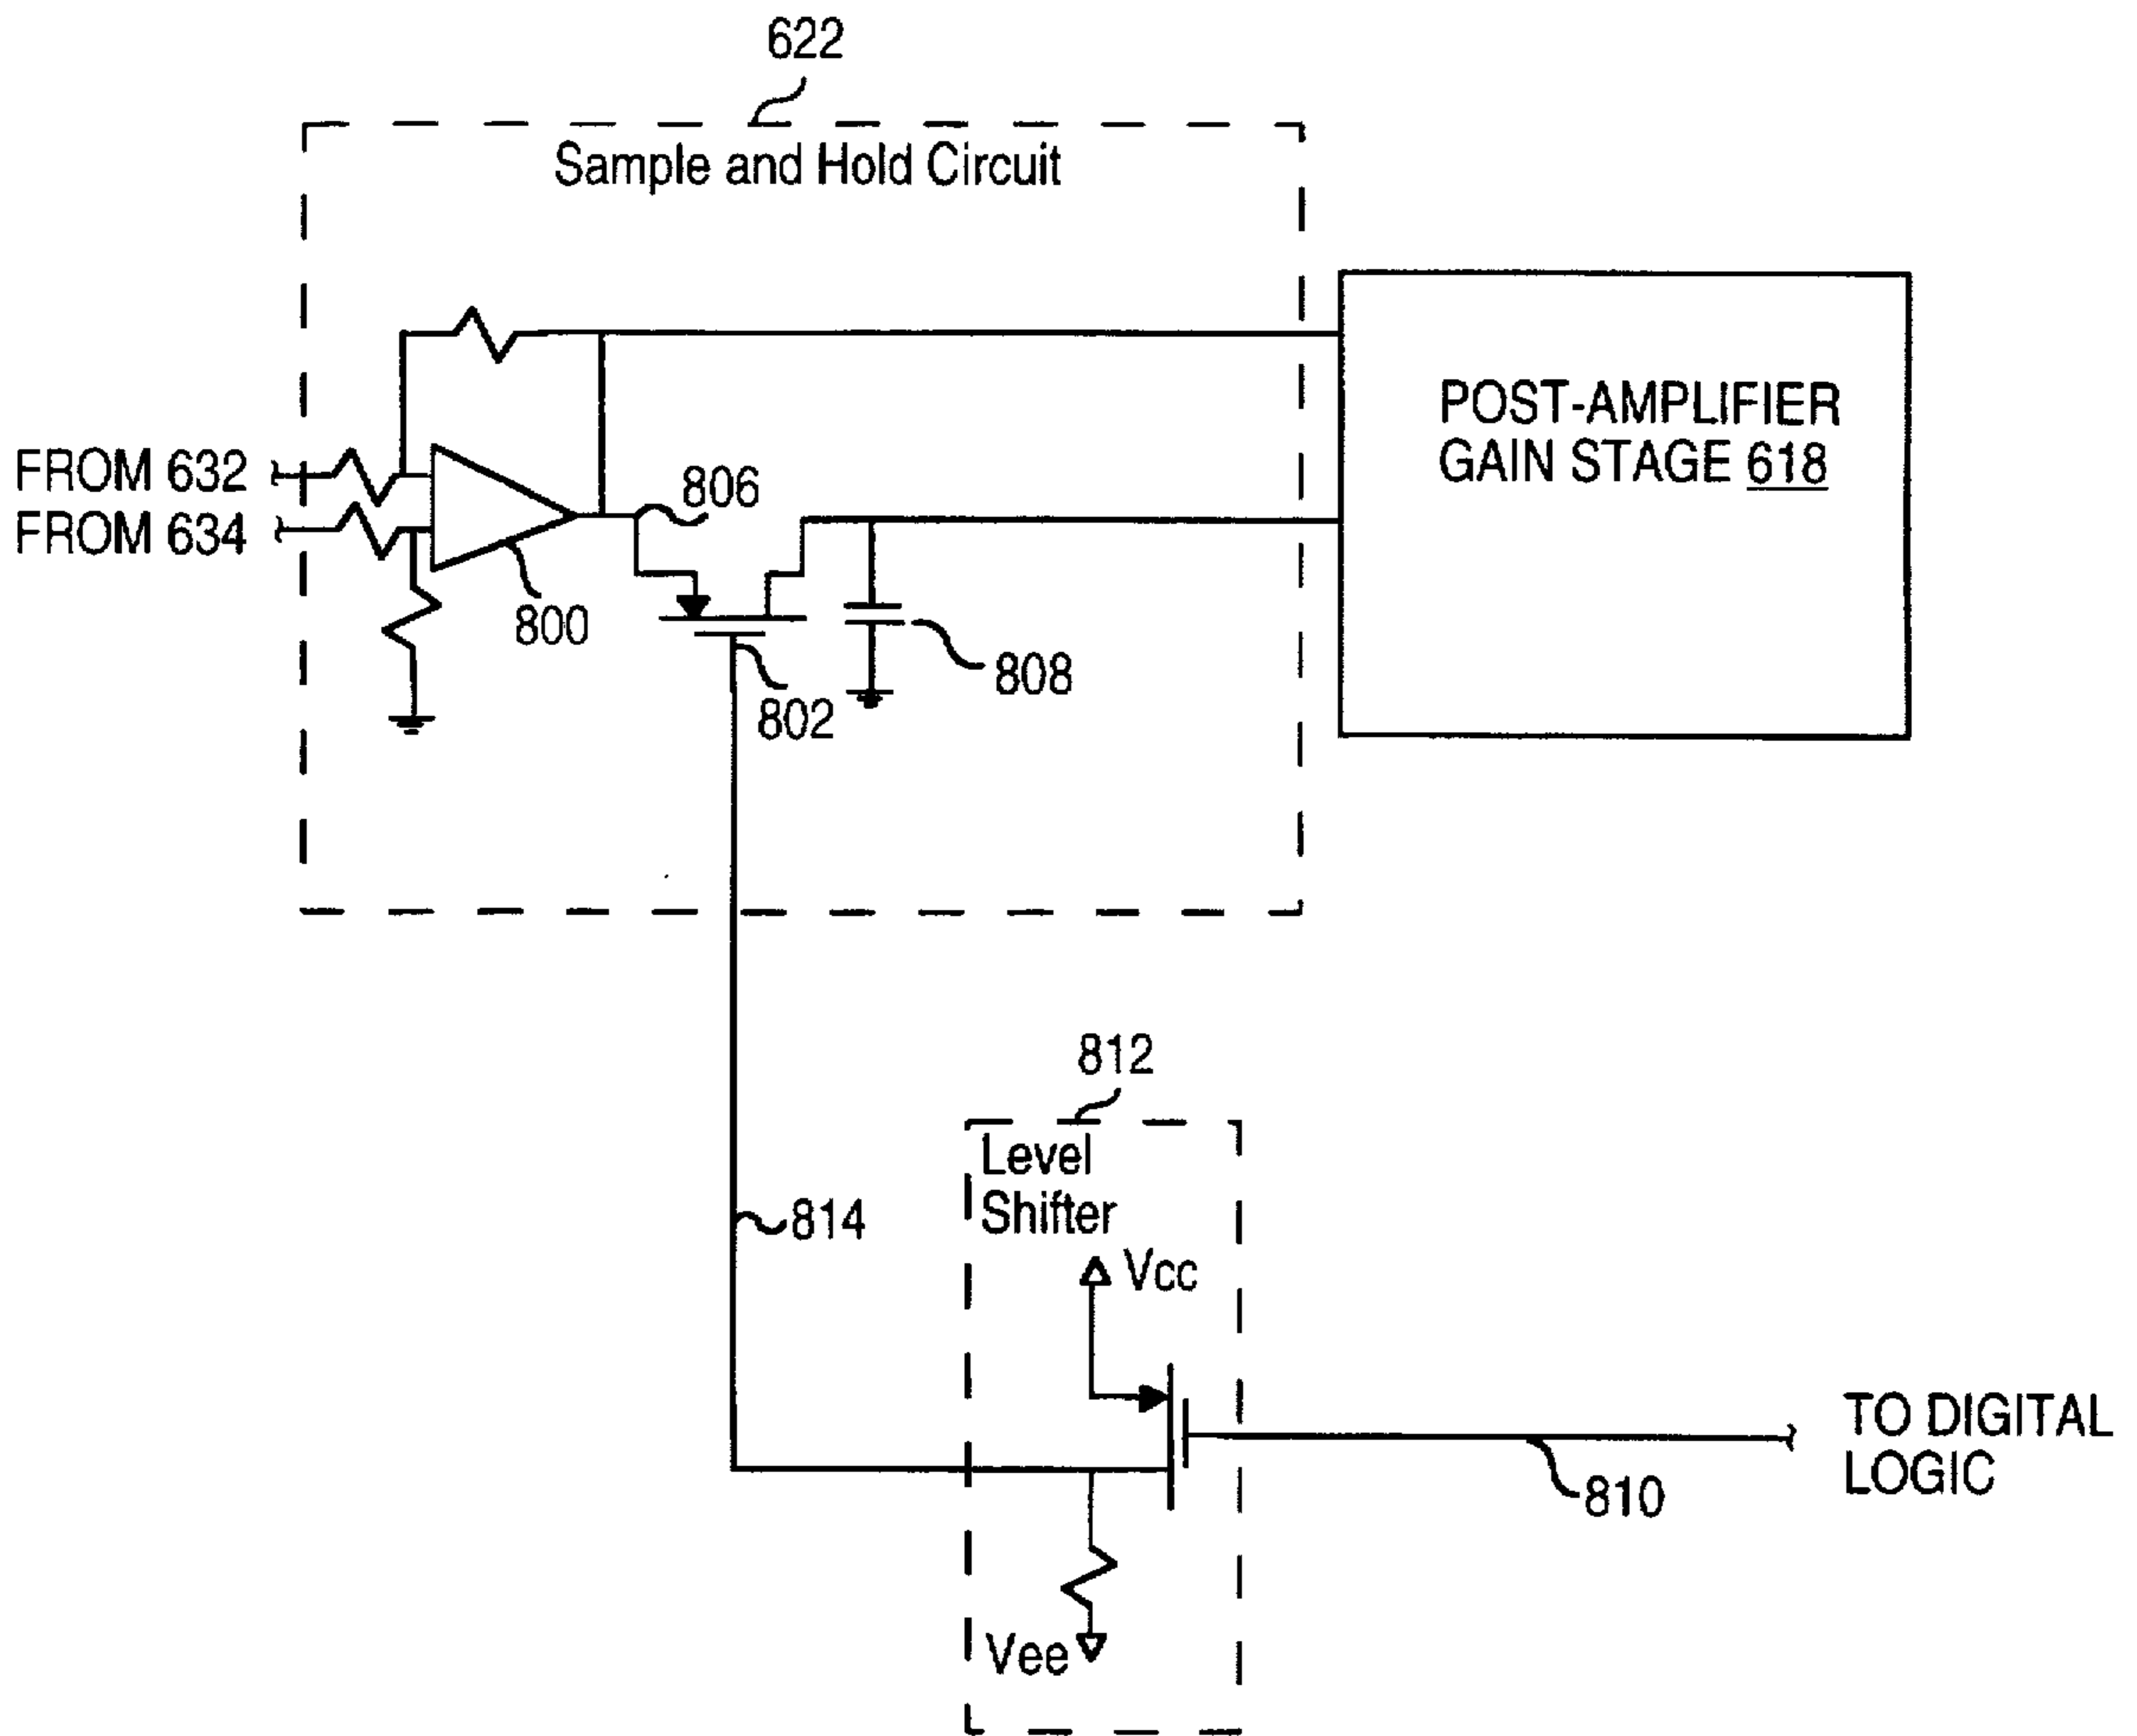 622
Sample and Hold Circuit
POST-AMPLIFIER
GAIN STAGE 618
FROM 632
FROM 634
806
800
802
808
812
Level
Shifter
814
Vcc
TO DIGITAL
LOGIC
810
Vee